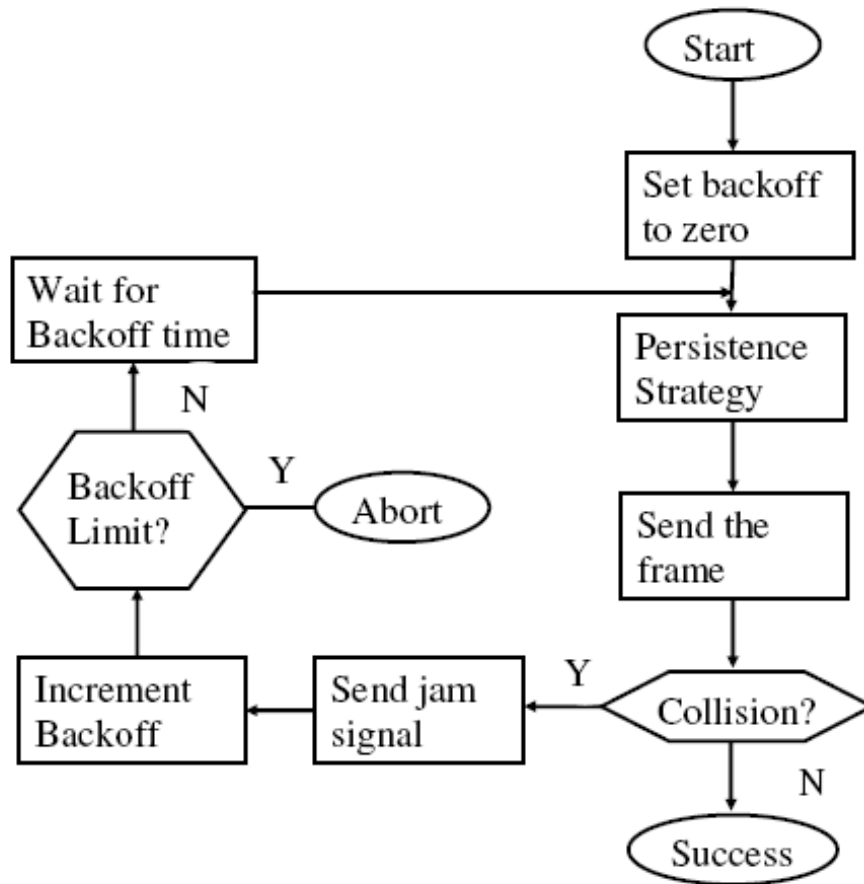 Start
Set backoff
to zero
Wait for
Backoff time
Persistence
Strategy
N
Backoff
Limit?
Y
Abort
Send the
frame
Increment
Backoff
Send jam
signal
Y
Collision?
N
Success